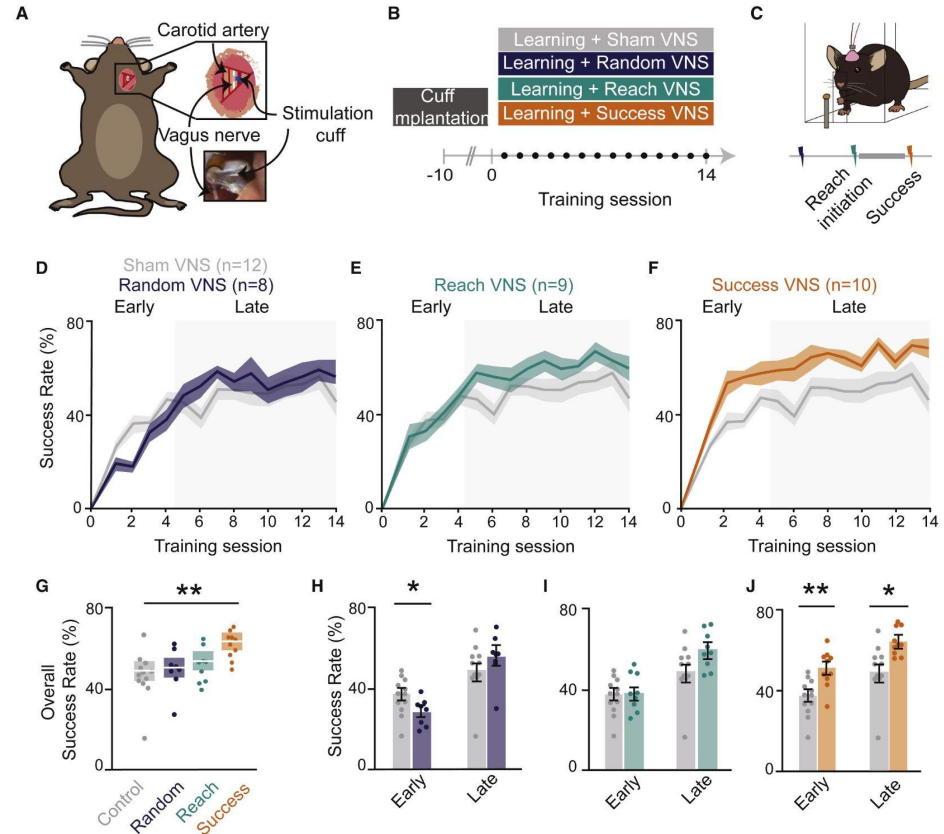 A
Carotid artery
Vagus nerve
Stimulation
cuff
B
Learning + Sham VNS
Learning + Random VNS
Learning + Reach VNS
Learning + Success VNS
Cuff
mplantation
-10
0
14
Training session
C
Reach
initiation
Success
D
Sham VNS (n=12)
Random VNS (n=8)
Early
Late
80
40
0
Success Rate (%)
0
2
4
6
8
10
12
14
Training session
E
Reach VNS (n=9)
Early
Late
80
40
0
0
2
4
6
8
10
12
14
Training session
F
Success VNS (n=10)
Early
Late
80
40
0
0
2
4
6
8
10
12
14
Training session
G
**
80
40
0
Overall
Success Rate (%)
Control
Random
Reach
Success
H
*
80
40
0
Success Rate (%)
Early
Late
I
80
40
0
Early
Late
J
**
*
80
40
0
Early
Late